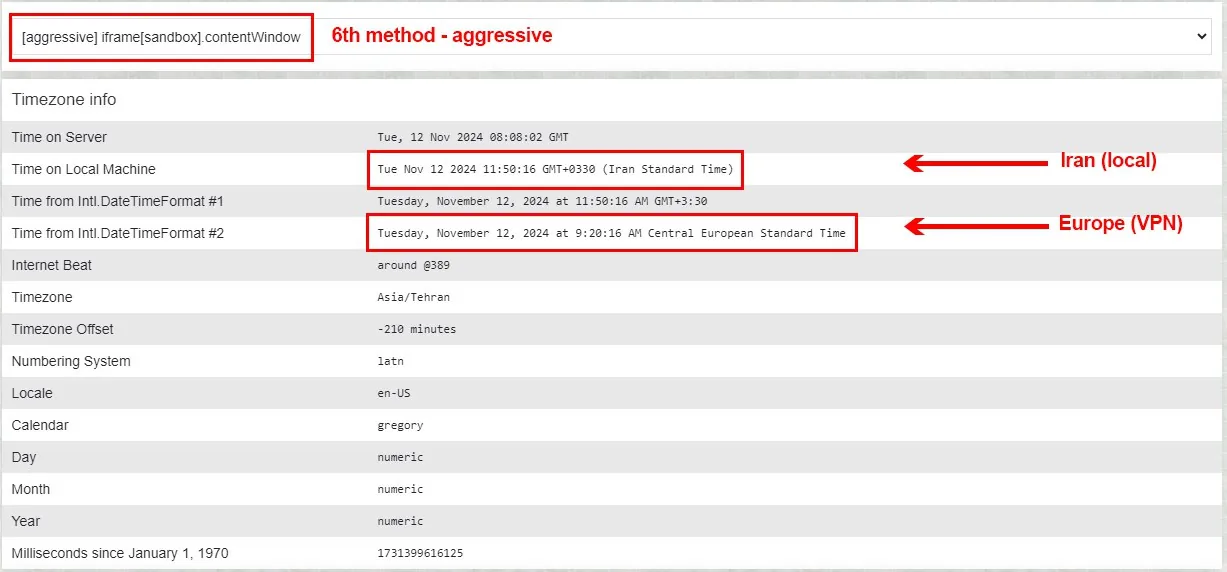 [aggressive] iframe[sandbox].contentWindow 6th method - aggressive
Timezone info
Time on Server Tue, 12 Nov 2024 08:08:02 GMT
Time on Local Machine Tue Nov 12 2024 11:50:16 GMT+0330 (Iran Standard Time) Iran (local)
Time from Intl.DateTimeFormat #1 Tuesday, November 12, 2024 at 11:50:16 AM GMT+3:30
Time from Intl.DateTimeFormat #2 Tuesday, November 12, 2024 at 9:20:16 AM Central European Standard Time Europe (VPN)
Internet Beat around @389
Timezone Asia/Tehran
Timezone Offset -210 minutes
Numbering System latn
Locale en-US
Calendar gregory
Day numeric
Month numeric
Year numeric
Milliseconds since January 1, 1970 1731399616125